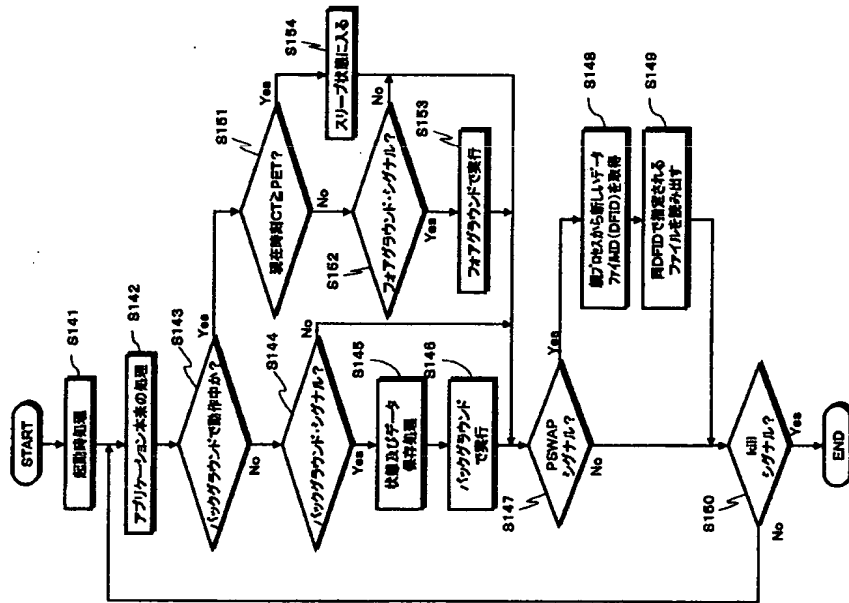 START
S141
起動時処理
S142
アプリケーション本来の処理
S143
バックグラウンドで動作中か?
Yes
No
S144
バックグラウンド・シグナル?
No
Yes
S145
状態及びデータ
保存処理
S146
バックグラウンド
で実行
S151
現在時刻CT≧PET?
Yes
No
S152
フォアグラウンド・シグナル?
No
Yes
S153
フォアグラウンドで実行
S154
スリープ状態に入る
S147
PSWAP
シグナル?
Yes
No
S148
親プロセスから新しいデータ
ファイルID(DFID)を取得
S149
同DFIDで指定される
ファイルを読み出す
S150
kill
シグナル?
No
Yes
END